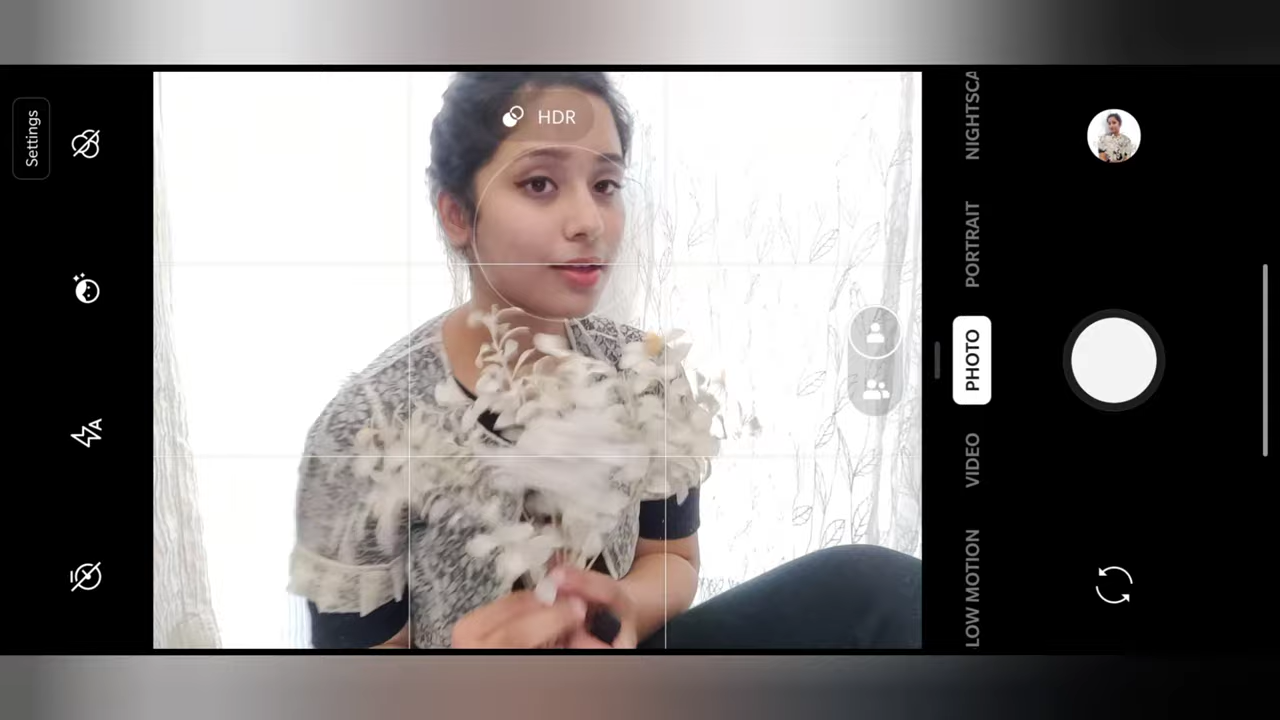 Settings
HDR
NIGHTSCA
PORTRAIT
PHOTO
VIDEO
LOW MOTION
A